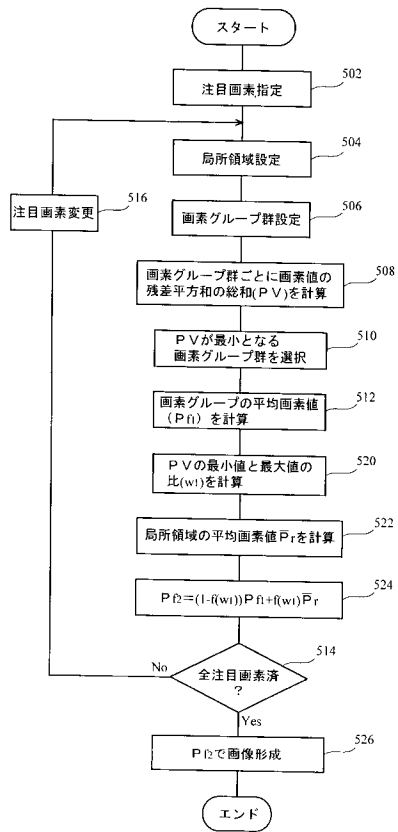 スタート
502
注目画素指定
504
局所領域設定
注目画素変更
516
506
画素グループ群設定
508
画素グループ群ごとに画素値の
残差平方和の総和(PV)を計算
510
PVが最小となる
画素グループ群を選択
512
画素グループの平均画素値
(Pf1)を計算
520
PVの最小値と最大値の
比(w1)を計算
522
局所領域の平均画素値P̅rを計算
524
Pf2=(1-f(w1))Pf1+f(w1)P̅r
514
全注目画素済
?
No
Yes
526
Pf2で画像形成
エンド